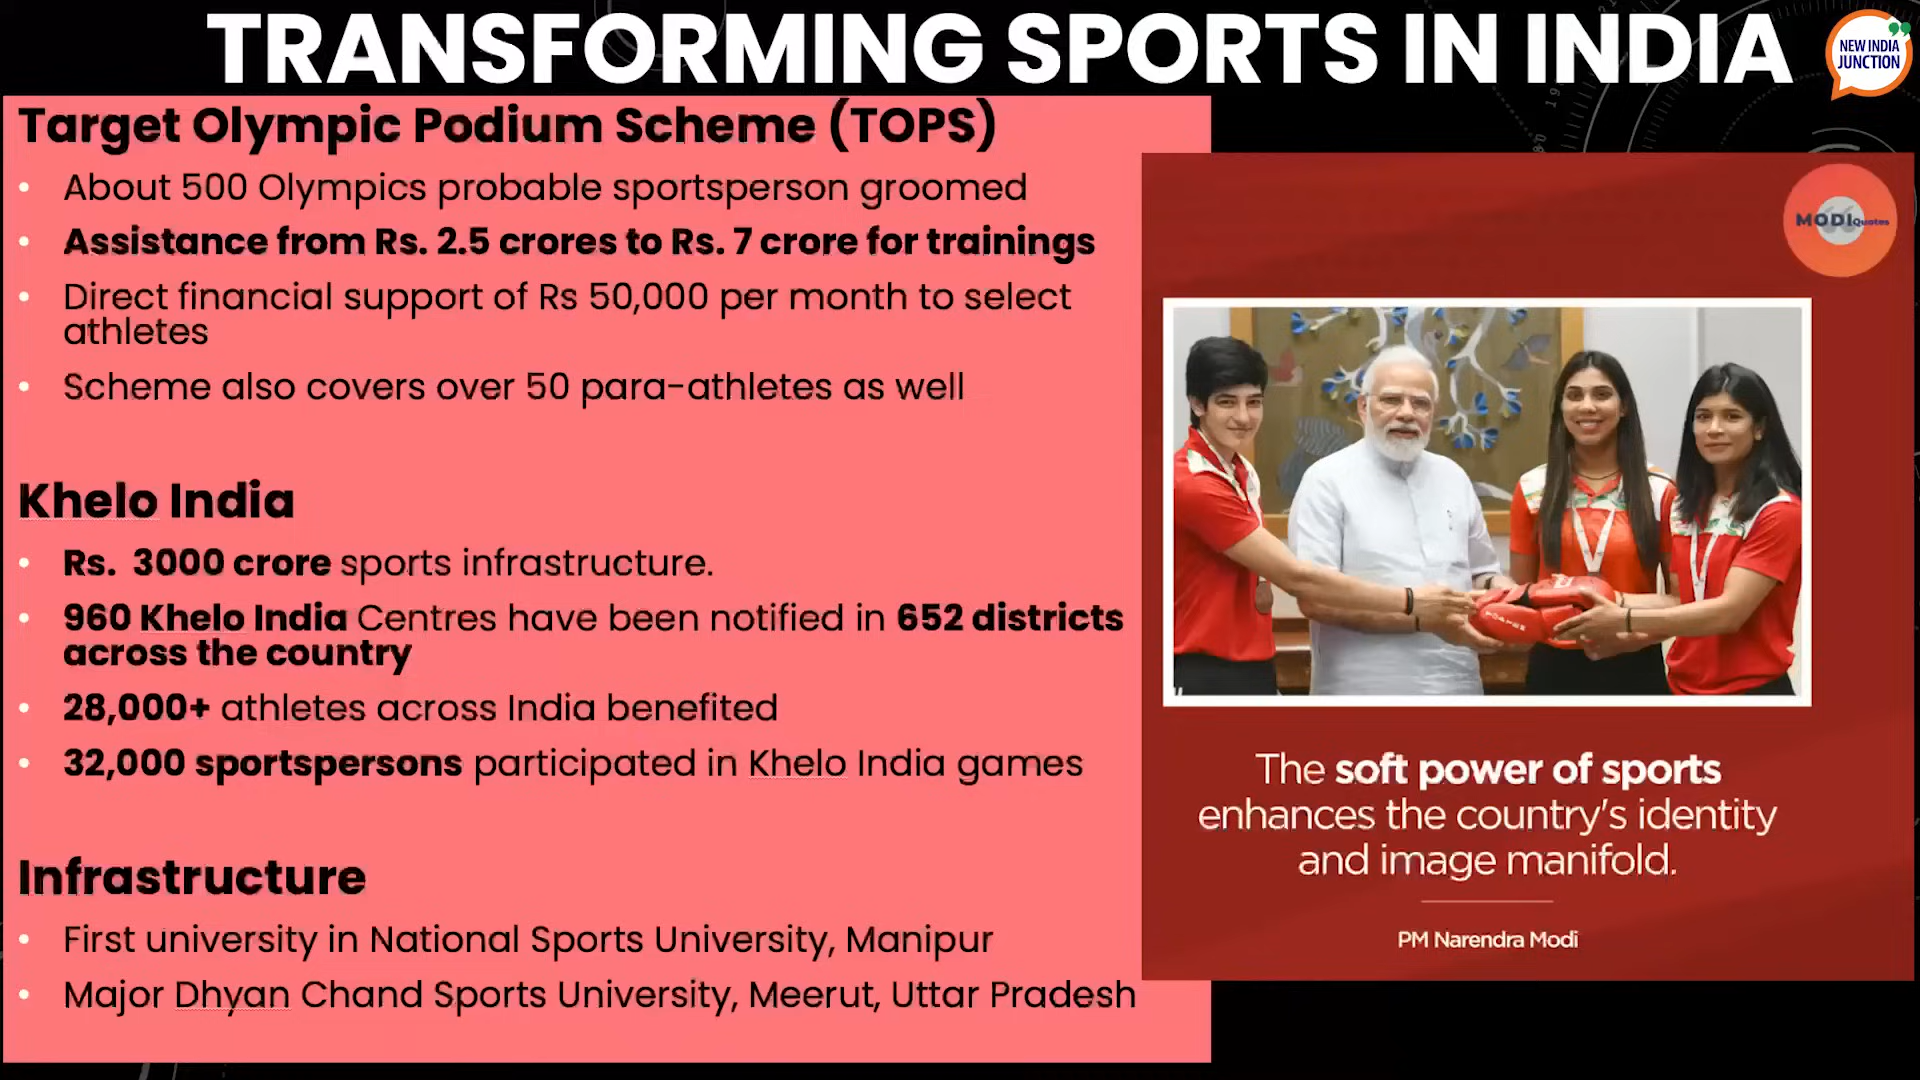 TRANSFORMING SPORTS IN INDIA
NEW INDIA
JUNCTION
Target Olympic Podium Scheme (TOPS)
• About 500 Olympics probable sportsperson groomed
• Assistance from Rs. 2.5 crores to Rs. 7 crore for trainings
• Direct financial support of Rs 50,000 per month to select
athletes
• Scheme also covers over 50 para-athletes as well
Khelo India
• Rs. 3000 crore sports infrastructure.
• 960 Khelo India Centres have been notified in 652 districts
across the country
• 28,000+ athletes across India benefited
• 32,000 sportspersons participated in Khelo India games
Infrastructure
• First university in National Sports University, Manipur
• Major Dhyan Chand Sports University, Meerut, Uttar Pradesh
MODI Quotes
The soft power of sports
enhances the country's identity
and image manifold.
PM Narendra Modi